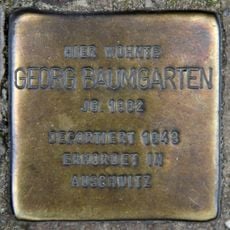 HIER WOHNTE
GEORG BAUMGARTEN
JG. 1882
DEPORTIERT 1943
ERMORDET IN
AUSCHWITZ